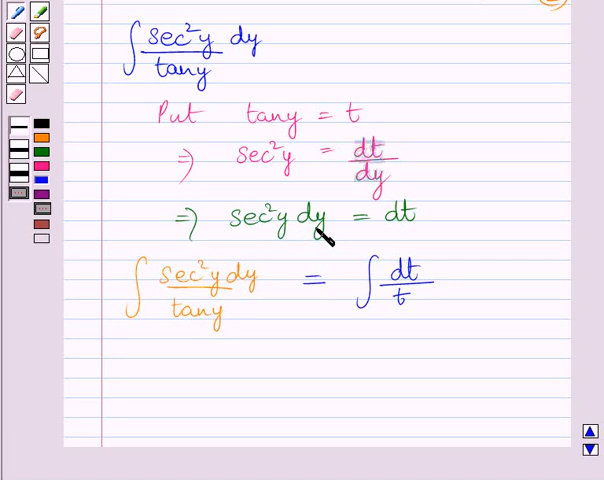 ∫ sec²y/tany dy
Put tany = t
⇒ sec²y = dt/dy
⇒ sec²y dy = dt
∫ sec²y dy/tany = ∫ dt/t